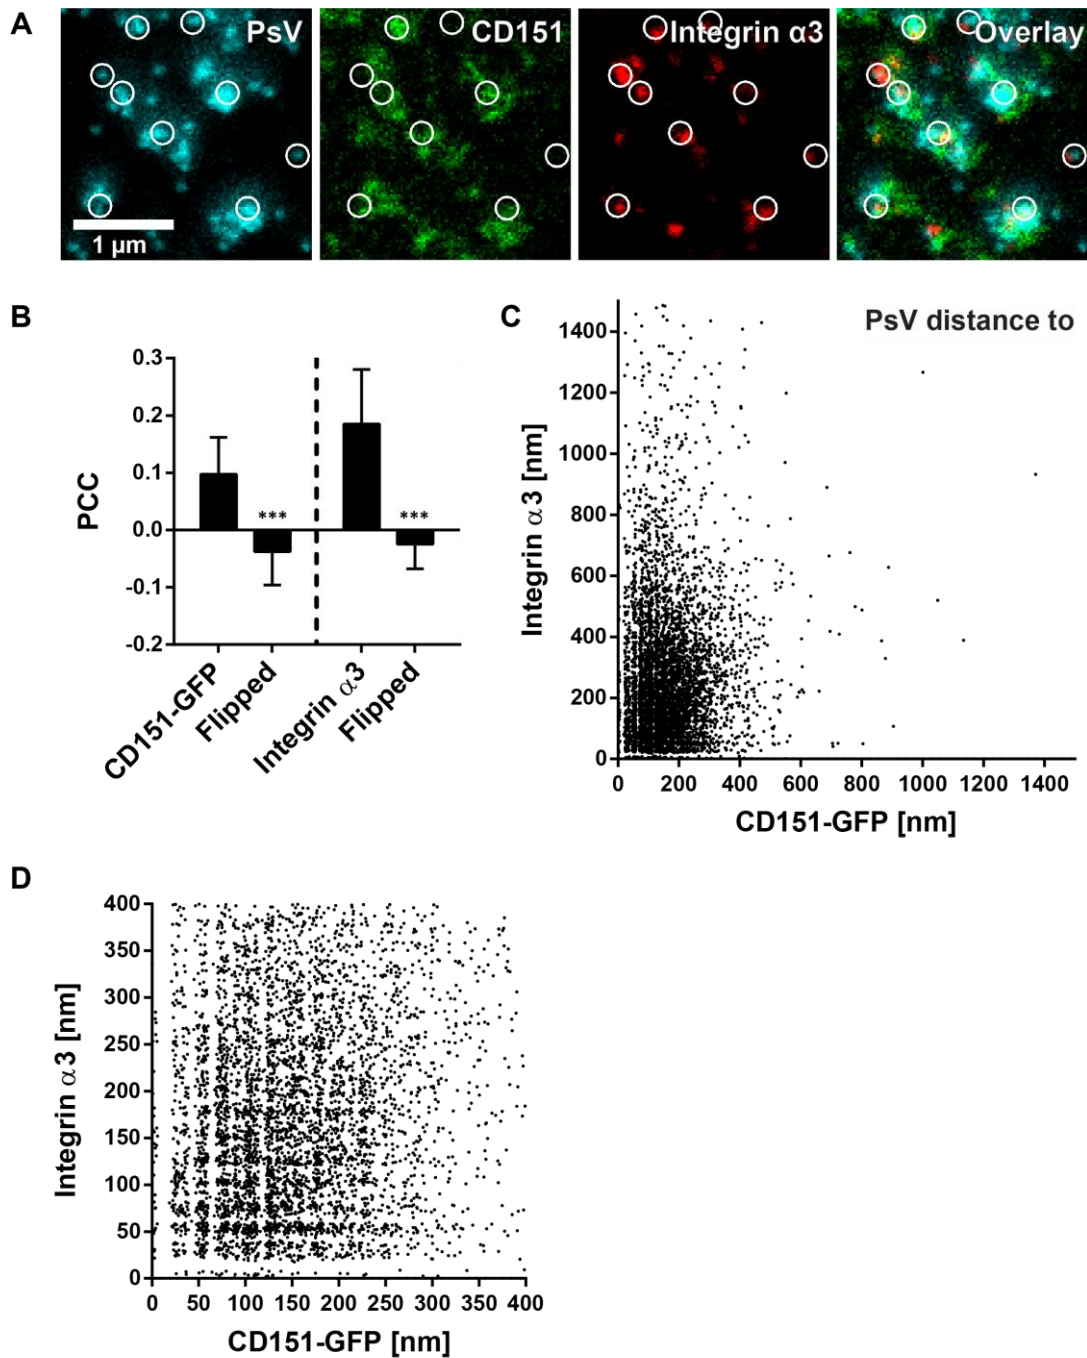 A
PsV
CD151
Integrin α3
Overlay
1 µm
B
0.3
0.2
0.1
0.0
-0.1
-0.2
PCC
***
***
CD151-GFP
Flipped
Integrin α3
Flipped
C
PsV distance to
1400
1200
1000
800
600
400
200
0
Integrin α3 [nm]
0 200 400 600 800 1000 1200 1400
CD151-GFP [nm]
D
400
350
300
250
200
150
100
50
0
Integrin α3 [nm]
0 50 100 150 200 250 300 350 400
CD151-GFP [nm]